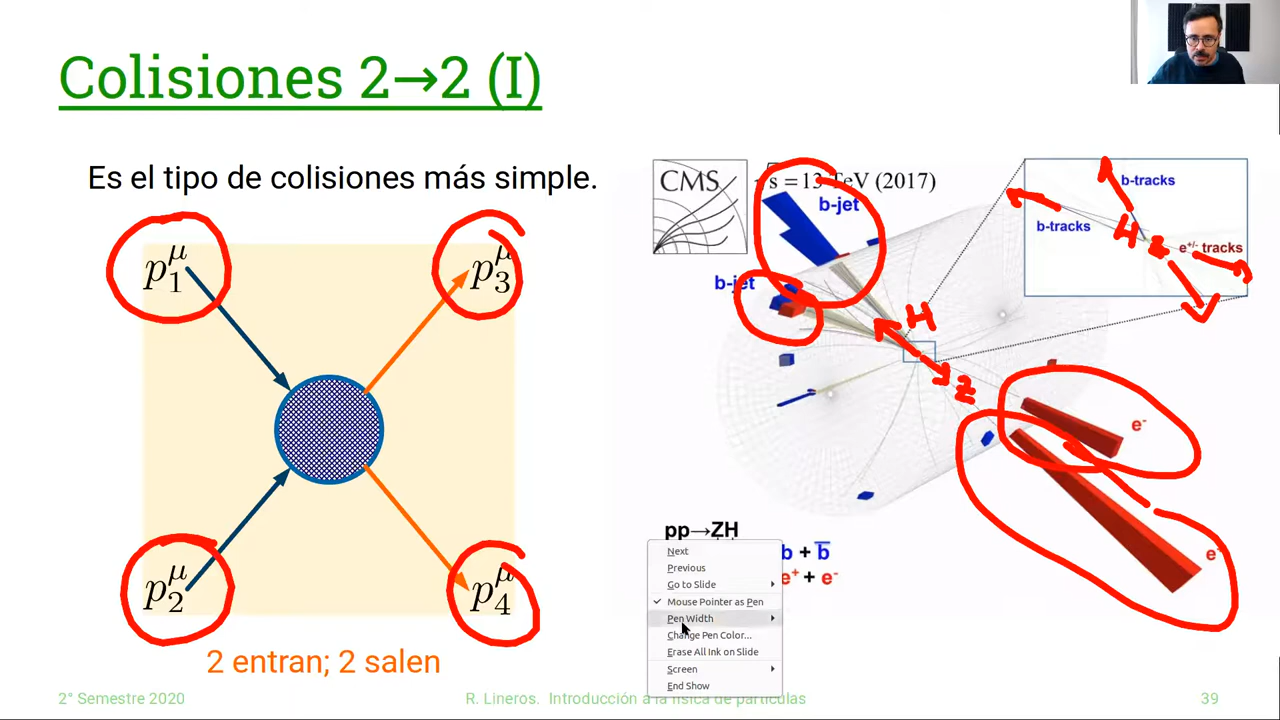 Colisiones 2→2 (I)
Es el tipo de colisiones más simple.
p₁^μ
p₃^μ
p₂^μ
p₄^μ
2 entran; 2 salen
CMS
√s = 13 TeV (2017)
b-jet
b-jet
b-tracks
b-tracks
e+/- tracks
H
Z
H
Z
e⁻
e
pp→ZH
b + b̄
e⁺ + e⁻
Next
Previous
Go to Slide
✓ Mouse Pointer as Pen
Pen Width
Change Pen Color...
Erase All Ink on Slide
Screen
End Show
2° Semestre 2020
R. Lineros. Introducción a la física de partículas
39